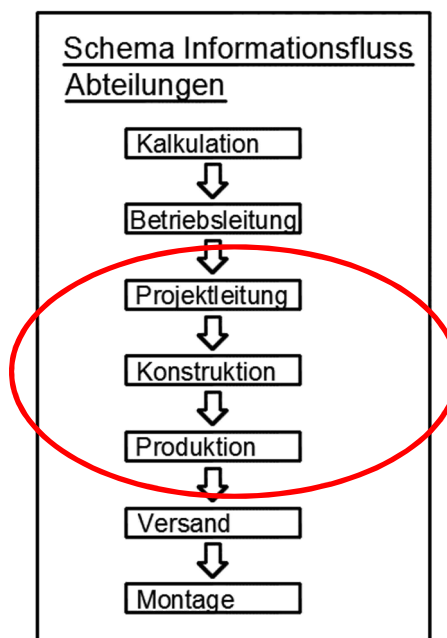 Schema Informationsfluss
Abteilungen
Kalkulation
Betriebsleitung
Projektleitung
Konstruktion
Produktion
Versand
Montage